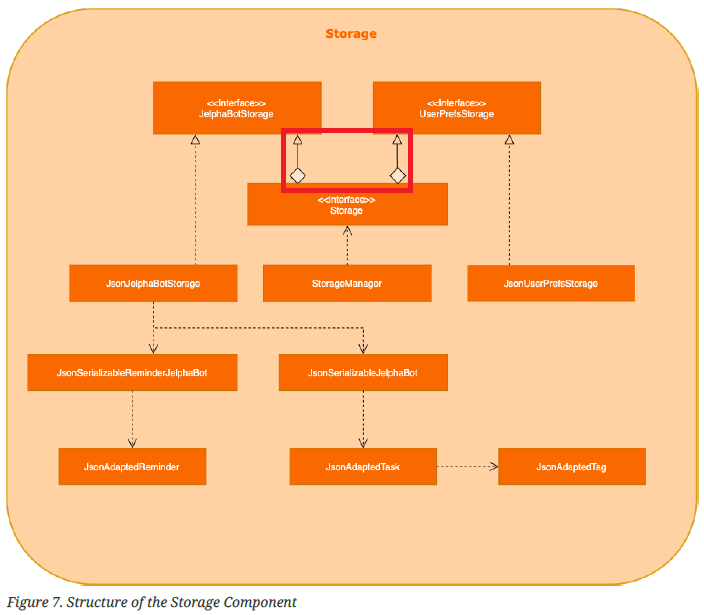 Storage
<<Interface>>
JelphaBotStorage
<<Interface>>
UserPrefsStorage
<<Interface>>
Storage
JsonJelphaBotStorage
StorageManager
JsonUserPrefsStorage
JsonSerializableReminderJelphaBot
JsonSerializableJelphaBot
JsonAdaptedReminder
JsonAdaptedTask
JsonAdaptedTag
Figure 7. Structure of the Storage Component